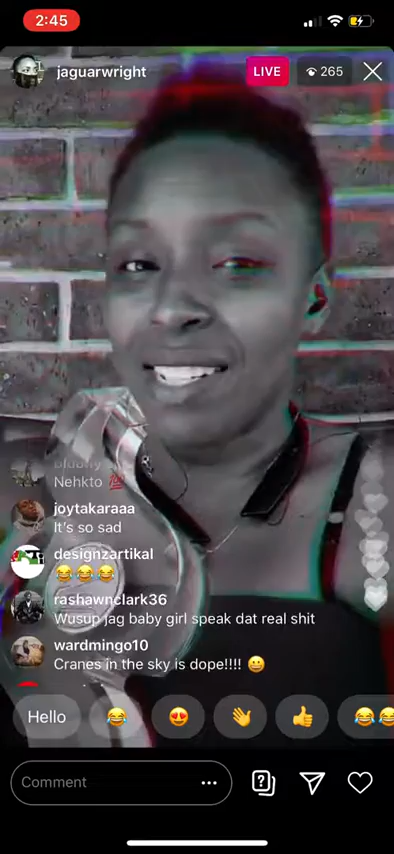 2:45
jaguarwright
LIVE
265
Nehkto 💯
joytakaraaa
It's so sad
designzartikal
😂😂😂
rashawnclark36
Wusup jag baby girl speak dat real shit
wardmingo10
Cranes in the sky is dope!!!! 😀
Hello 😂 😍 👋 👍 😂😂
Comment